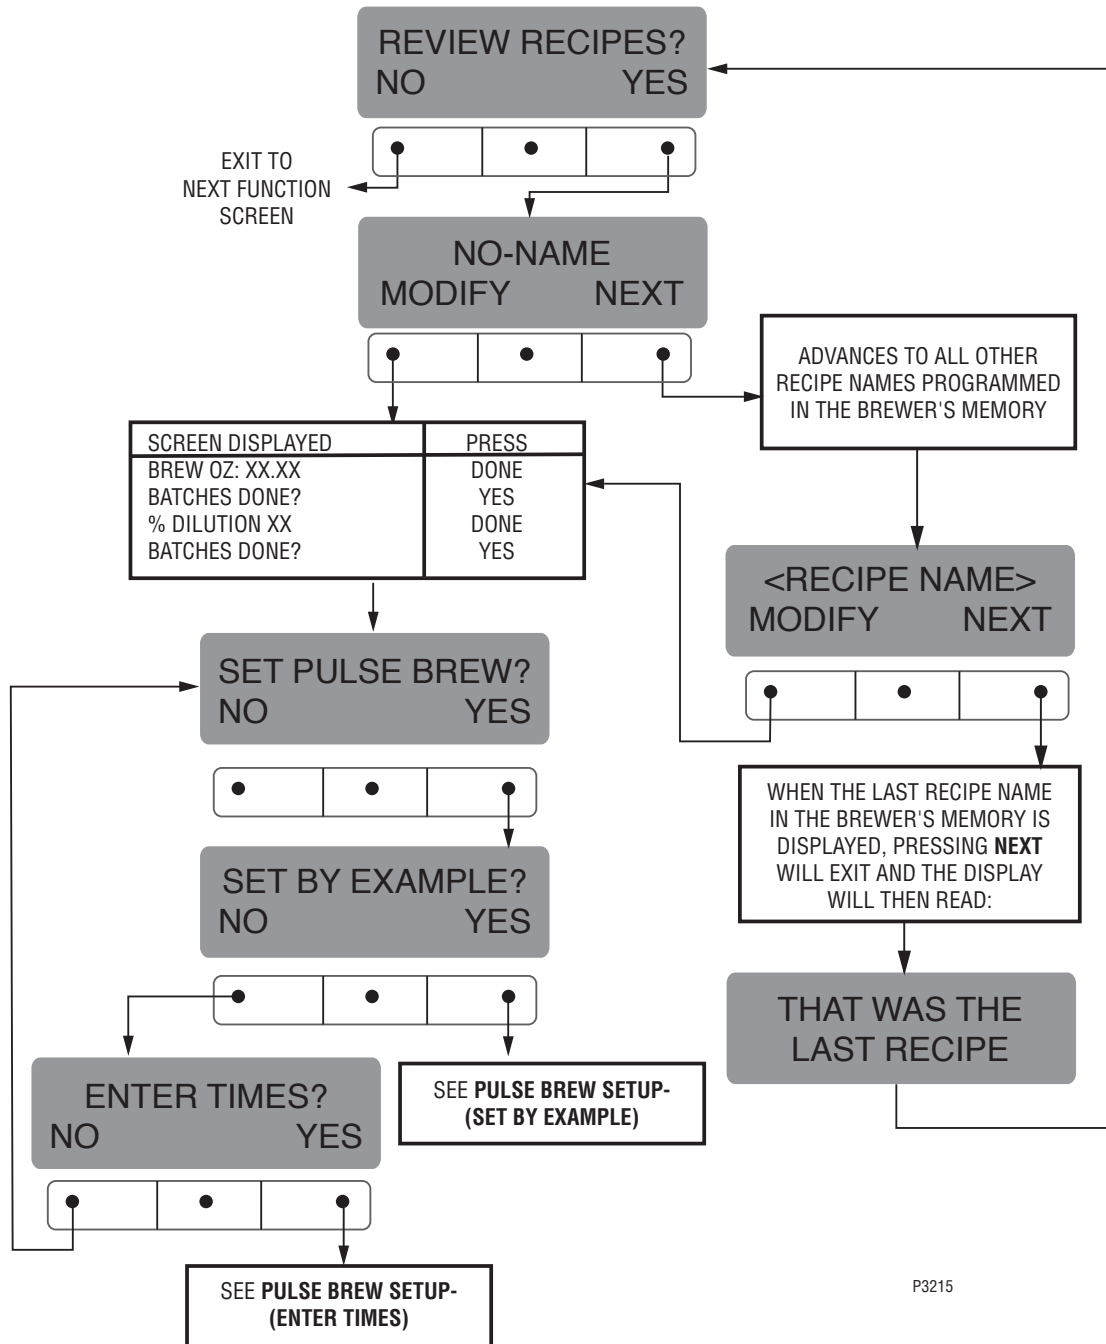 REVIEW RECIPES?
NO YES
EXIT TO
NEXT FUNCTION
SCREEN
NO-NAME
MODIFY NEXT
ADVANCES TO ALL OTHER
RECIPE NAMES PROGRAMMED
IN THE BREWER'S MEMORY
SCREEN DISPLAYED PRESS
BREW OZ: XX.XX DONE
BATCHES DONE? YES
% DILUTION XX DONE
BATCHES DONE? YES
<RECIPE NAME>
MODIFY NEXT
SET PULSE BREW?
NO YES
WHEN THE LAST RECIPE NAME
IN THE BREWER'S MEMORY IS
DISPLAYED, PRESSING NEXT
WILL EXIT AND THE DISPLAY
WILL THEN READ:
SET BY EXAMPLE?
NO YES
THAT WAS THE
LAST RECIPE
ENTER TIMES?
NO YES
SEE PULSE BREW SETUP-
(SET BY EXAMPLE)
SEE PULSE BREW SETUP-
(ENTER TIMES)
P3215